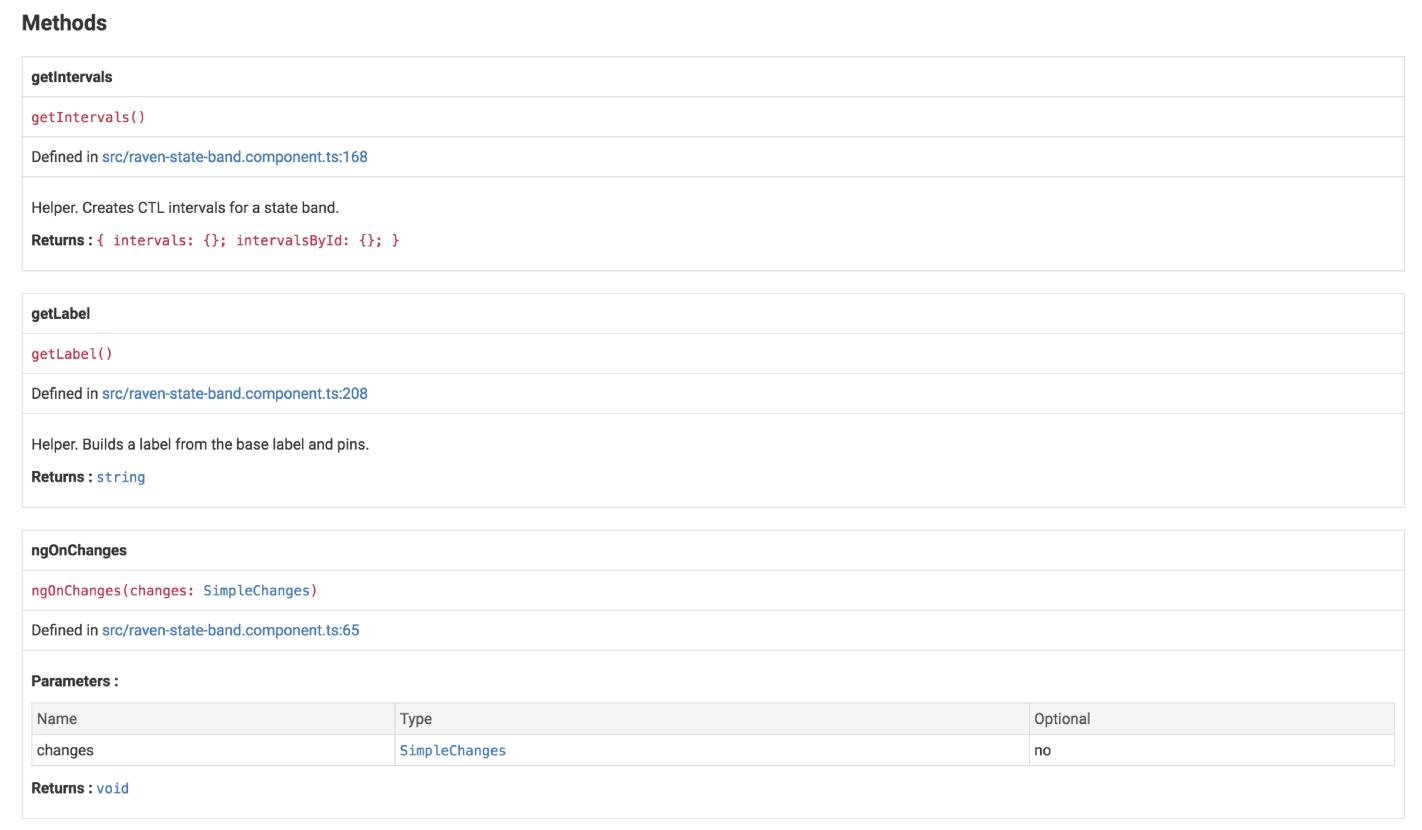 Methods
getIntervals
getIntervals()
Defined in src/raven-state-band.component.ts:168
Helper. Creates CTL intervals for a state band.
Returns : { intervals: {}; intervalsById: {}; }
getLabel
getLabel()
Defined in src/raven-state-band.component.ts:208
Helper. Builds a label from the base label and pins.
Returns : string
ngOnChanges
ngOnChanges(changes: SimpleChanges)
Defined in src/raven-state-band.component.ts:65
Parameters :
Name Type Optional
changes SimpleChanges no
Returns : void